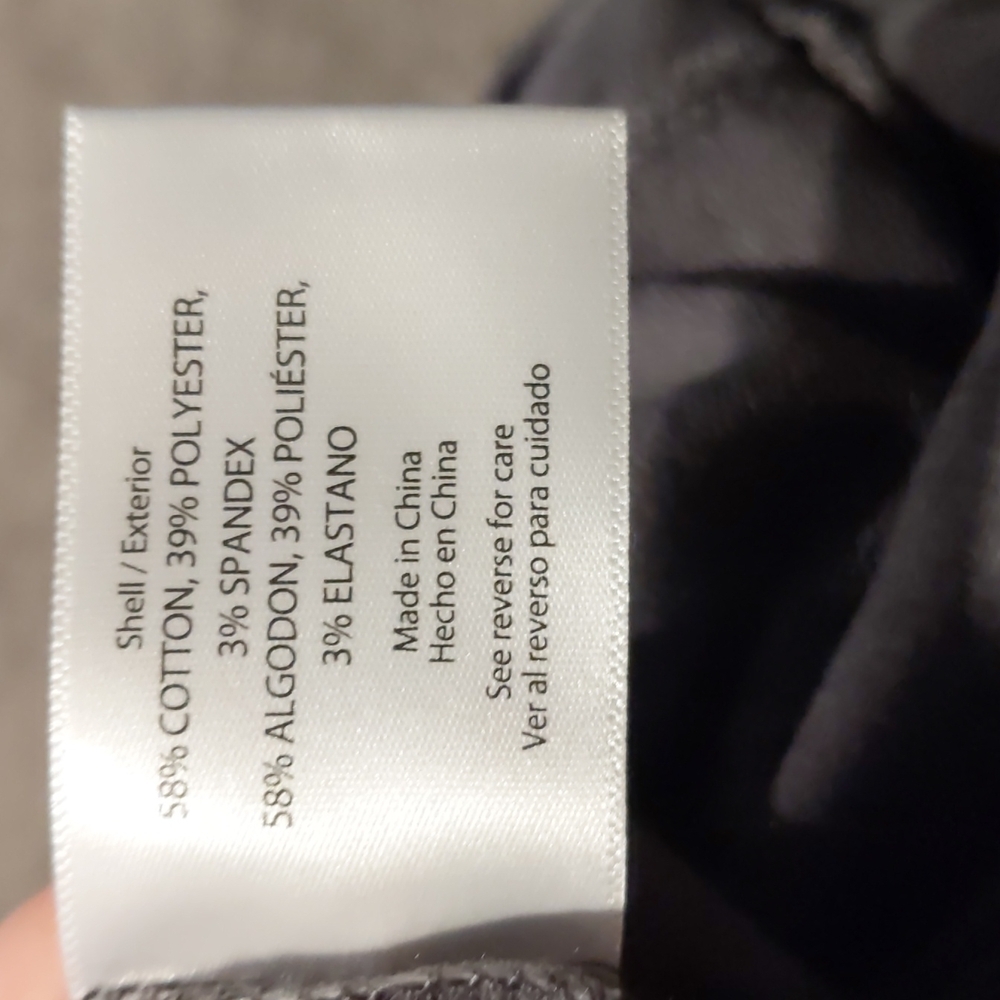 Shell / Exterior
58% COTTON, 39% POLYESTER,
3% SPANDEX
58% ALGODON, 39% POLIÉSTER,
3% ELASTANO
Made in China
Hecho en China
See reverse for care
Ver al reverso para cuidado